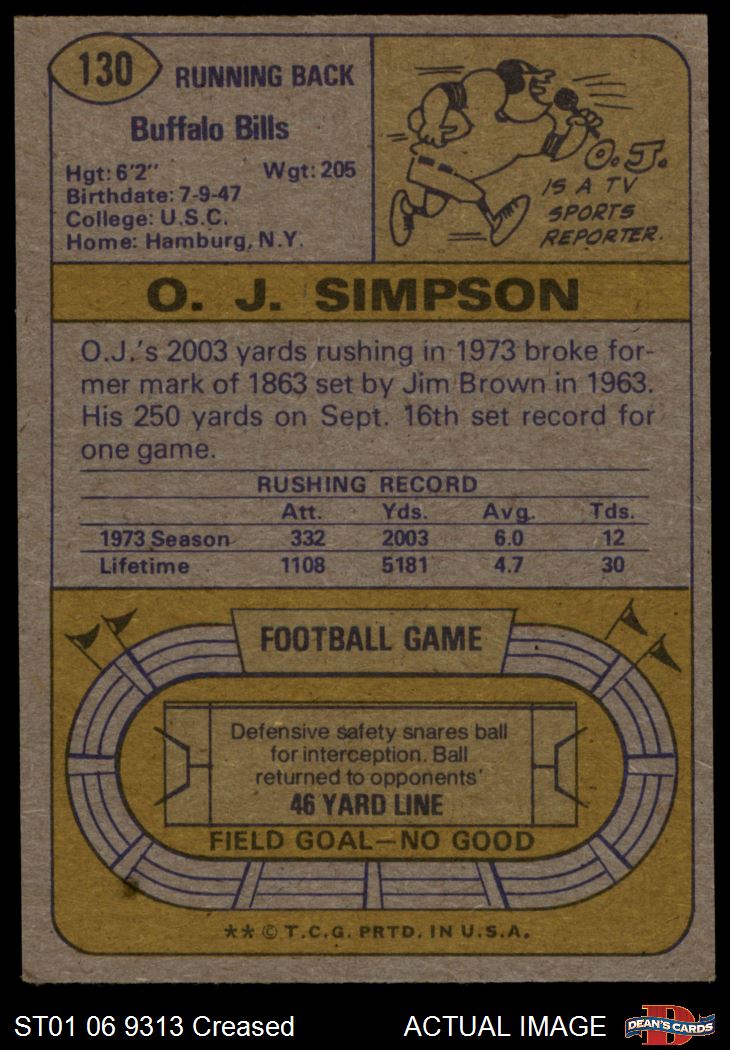 130
RUNNING BACK
Buffalo Bills
Hgt: 6'2" Wgt: 205
Birthdate: 7-9-47
College: U.S.C.
Home: Hamburg, N.Y.
O. J.
IS A TV
SPORTS
REPORTER.
O. J. SIMPSON
O.J.'s 2003 yards rushing in 1973 broke for-
mer mark of 1863 set by Jim Brown in 1963.
His 250 yards on Sept. 16th set record for
one game.
RUSHING RECORD
Att. Yds. Avg. Tds.
1973 Season 332 2003 6.0 12
Lifetime 1108 5181 4.7 30
FOOTBALL GAME
Defensive safety snares ball
for interception. Ball
returned to opponents'
46 YARD LINE
FIELD GOAL—NO GOOD
** © T.C.G. PRTD. IN U.S.A.
ST01 06 9313 Creased ACTUAL IMAGE
D
DEAN'S CARDS